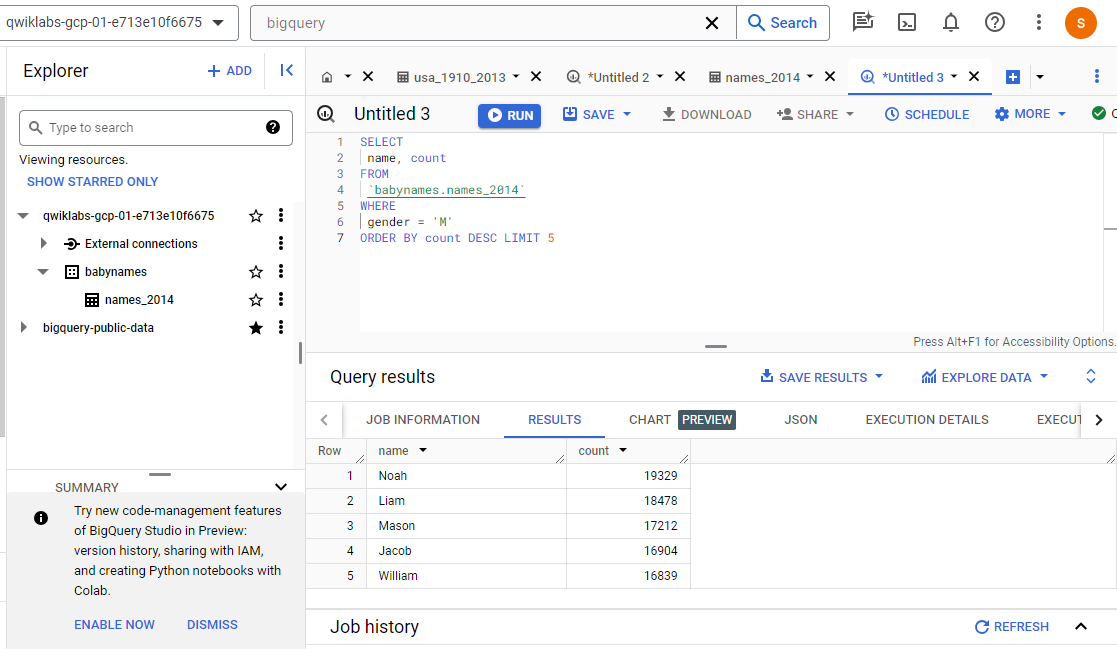 qwiklabs-gcp-01-e713e10f6675
bigquery
Search
S
Explorer
ADD
Type to search
Viewing resources.
SHOW STARRED ONLY
qwiklabs-gcp-01-e713e10f6675
External connections
babynames
names_2014
bigquery-public-data
SUMMARY
Try new code-management features
of BigQuery Studio in Preview:
version history, sharing with IAM,
and creating Python notebooks with
Colab.
ENABLE NOW DISMISS
usa_1910_2013 *Untitled 2 names_2014 *Untitled 3
Untitled 3 RUN SAVE DOWNLOAD SHARE SCHEDULE MORE
1 SELECT
2 name, count
3 FROM
4 `babynames.names_2014`
5 WHERE
6 gender = 'M'
7 ORDER BY count DESC LIMIT 5
Press Alt+F1 for Accessibility Options.
Query results SAVE RESULTS EXPLORE DATA
JOB INFORMATION RESULTS CHART PREVIEW JSON EXECUTION DETAILS EXECUT
Row name count
1 Noah 19329
2 Liam 18478
3 Mason 17212
4 Jacob 16904
5 William 16839
Job history REFRESH